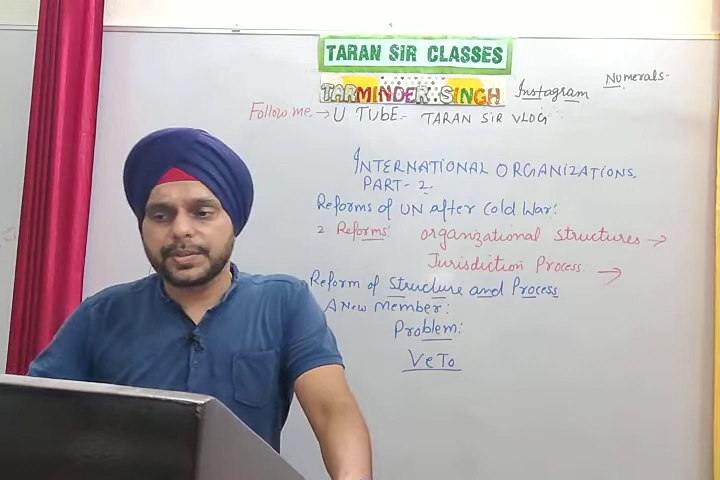 TARAN SIR CLASSES
TARMINDER SINGH Instagram Numerals-
Follow me → U TUBE- TARAN SIR VLOG
INTERNATIONAL ORGANIZATIONS.
PART- 2.
Reforms of UN after Cold War:
2 Reforms: organizational structures →
Jurisdiction Process. →
Reform of Structure and Process
A New Member:
Problem:
VeTo